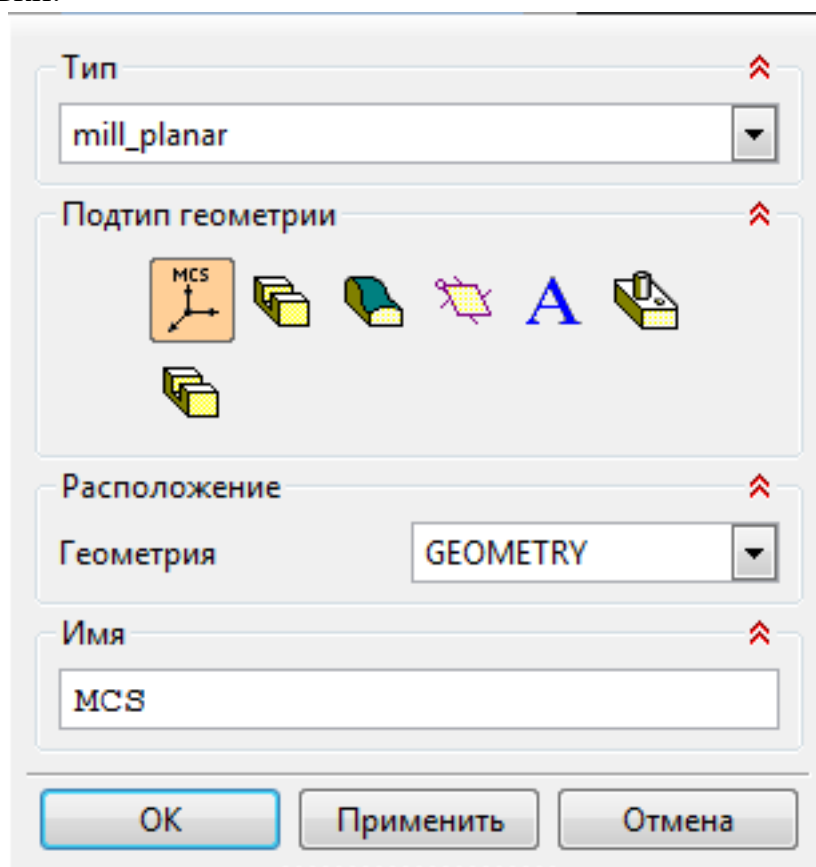 Тип
mill_planar
Подтип геометрии
MCS
A
Расположение
Геометрия GEOMETRY
Имя
MCS
OK Применить Отмена